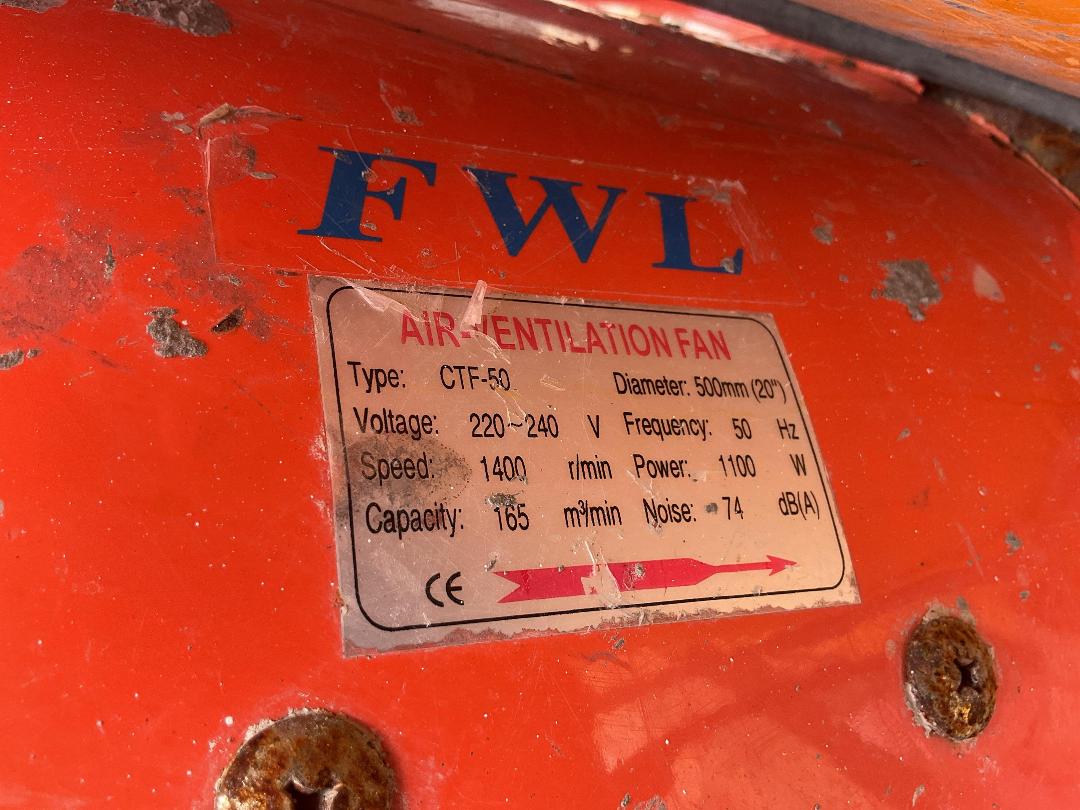 FWL
AIR-VENTILATION FAN
Type: CTF-50 Diameter: 500mm (20")
Voltage: 220~240 V Frequency: 50 Hz
Speed: 1400 r/min Power: 1100 W
Capacity: 165 m³/min Noise: 74 dB(A)
CE